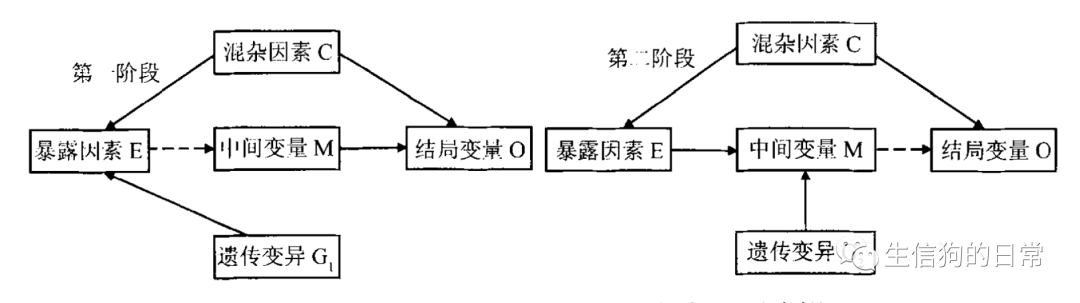 混杂因素 C
第一阶段
暴露因素 E
中间变量 M
结局变量 O
遗传变异 G₁
混杂因素 C
第二阶段
暴露因素 E
中间变量 M
结局变量 O
遗传变异
生信狗的日常